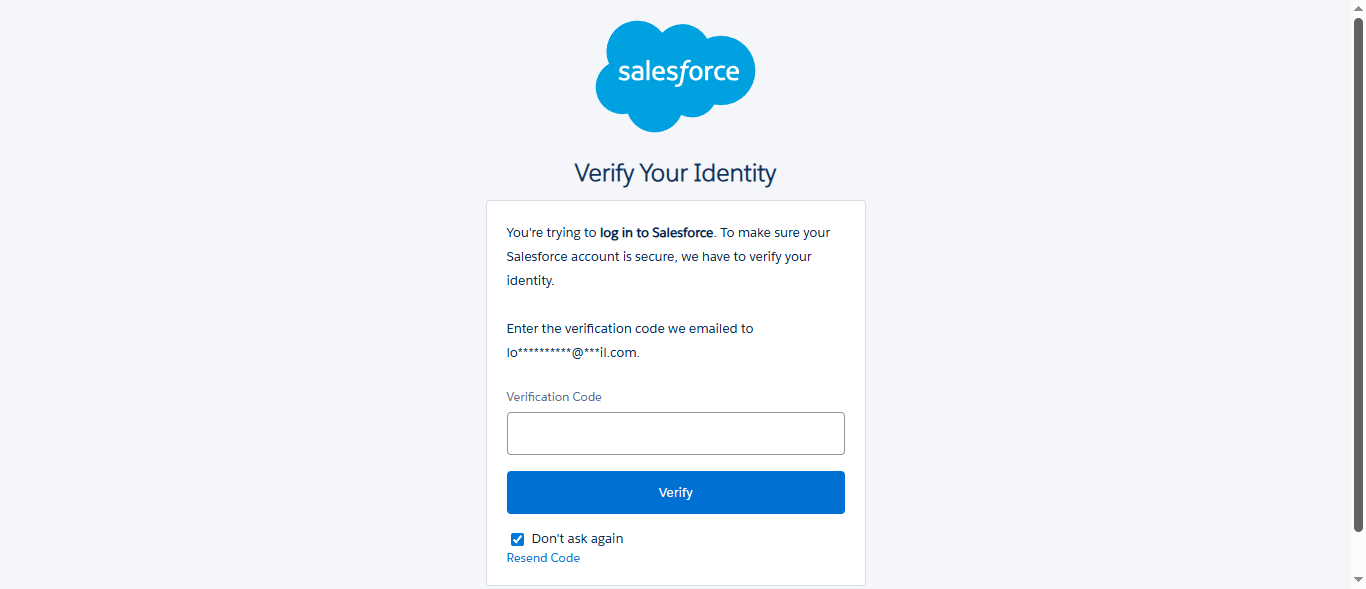 salesforce
Verify Your Identity
You're trying to log in to Salesforce. To make sure your
Salesforce account is secure, we have to verify your
identity.
Enter the verification code we emailed to
lo**********@***il.com.
Verification Code
Verify
Don't ask again
Resend Code